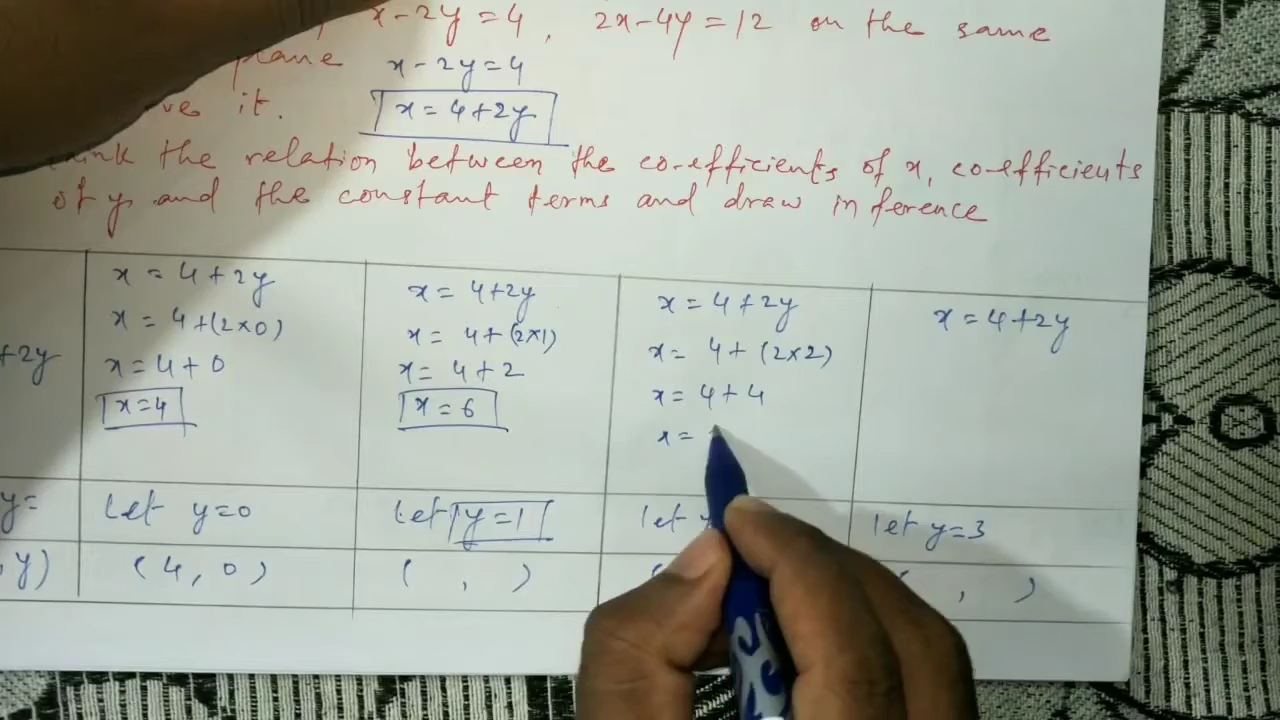 x-2y=4, 2x-4y=12 on the same
plane x-2y=4
it. x=4+2y
the relation between the co-efficients of x, co-efficients
of y and the constant terms and draw inference
+2y
x = 4+2y
x = 4+(2×0)
x = 4+0
x=4
x = 4+2y
x = 4+(2×1)
x = 4+2
x = 6
x = 4+2y
x = 4+(2×2)
x = 4+4
x =
x = 4+2y
y= Let y=0 Let y=1 let let y=3
, y) (4, 0) ( , ) ( , )